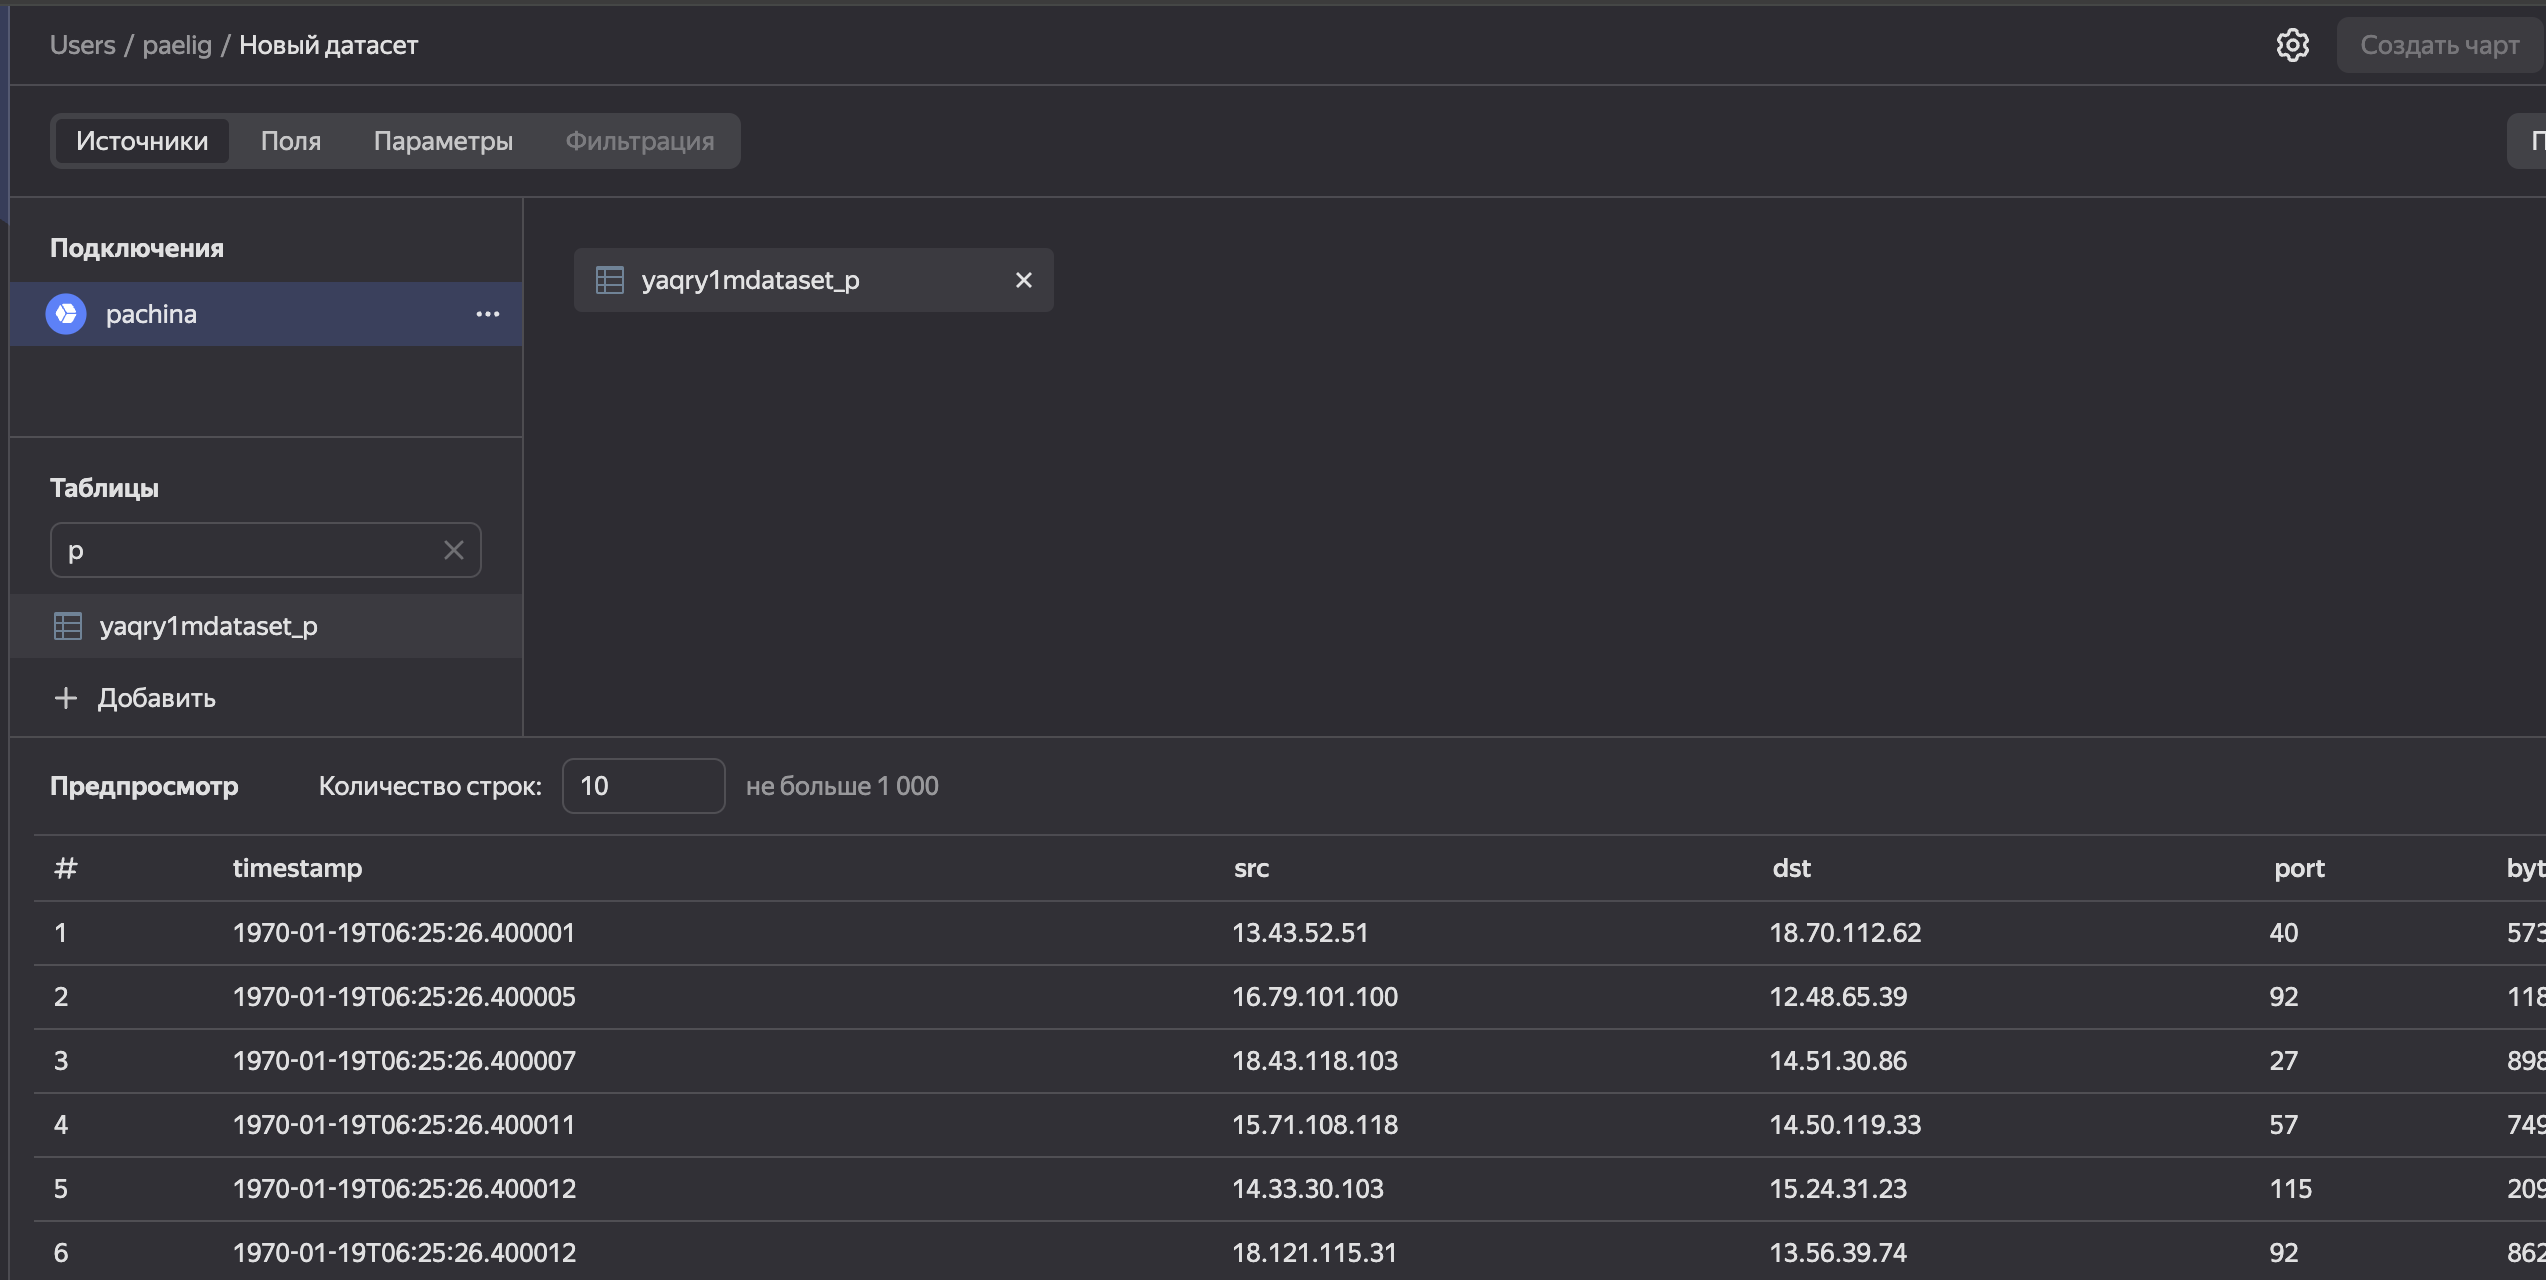 Users / paelig / Новый датасет
Создать чарт
Источники Поля Параметры Фильтрация
Подключения
pachina
yaqry1mdataset_p
Таблицы
p
yaqry1mdataset_p
+ Добавить
Предпросмотр Количество строк: 10 не больше 1 000
# timestamp src dst port
1 1970-01-19T06:25:26.400001 13.43.52.51 18.70.112.62 40 573
2 1970-01-19T06:25:26.400005 16.79.101.100 12.48.65.39 92 118
3 1970-01-19T06:25:26.400007 18.43.118.103 14.51.30.86 27 898
4 1970-01-19T06:25:26.400011 15.71.108.118 14.50.119.33 57 749
5 1970-01-19T06:25:26.400012 14.33.30.103 15.24.31.23 115 209
6 1970-01-19T06:25:26.400012 18.121.115.31 13.56.39.74 92 862